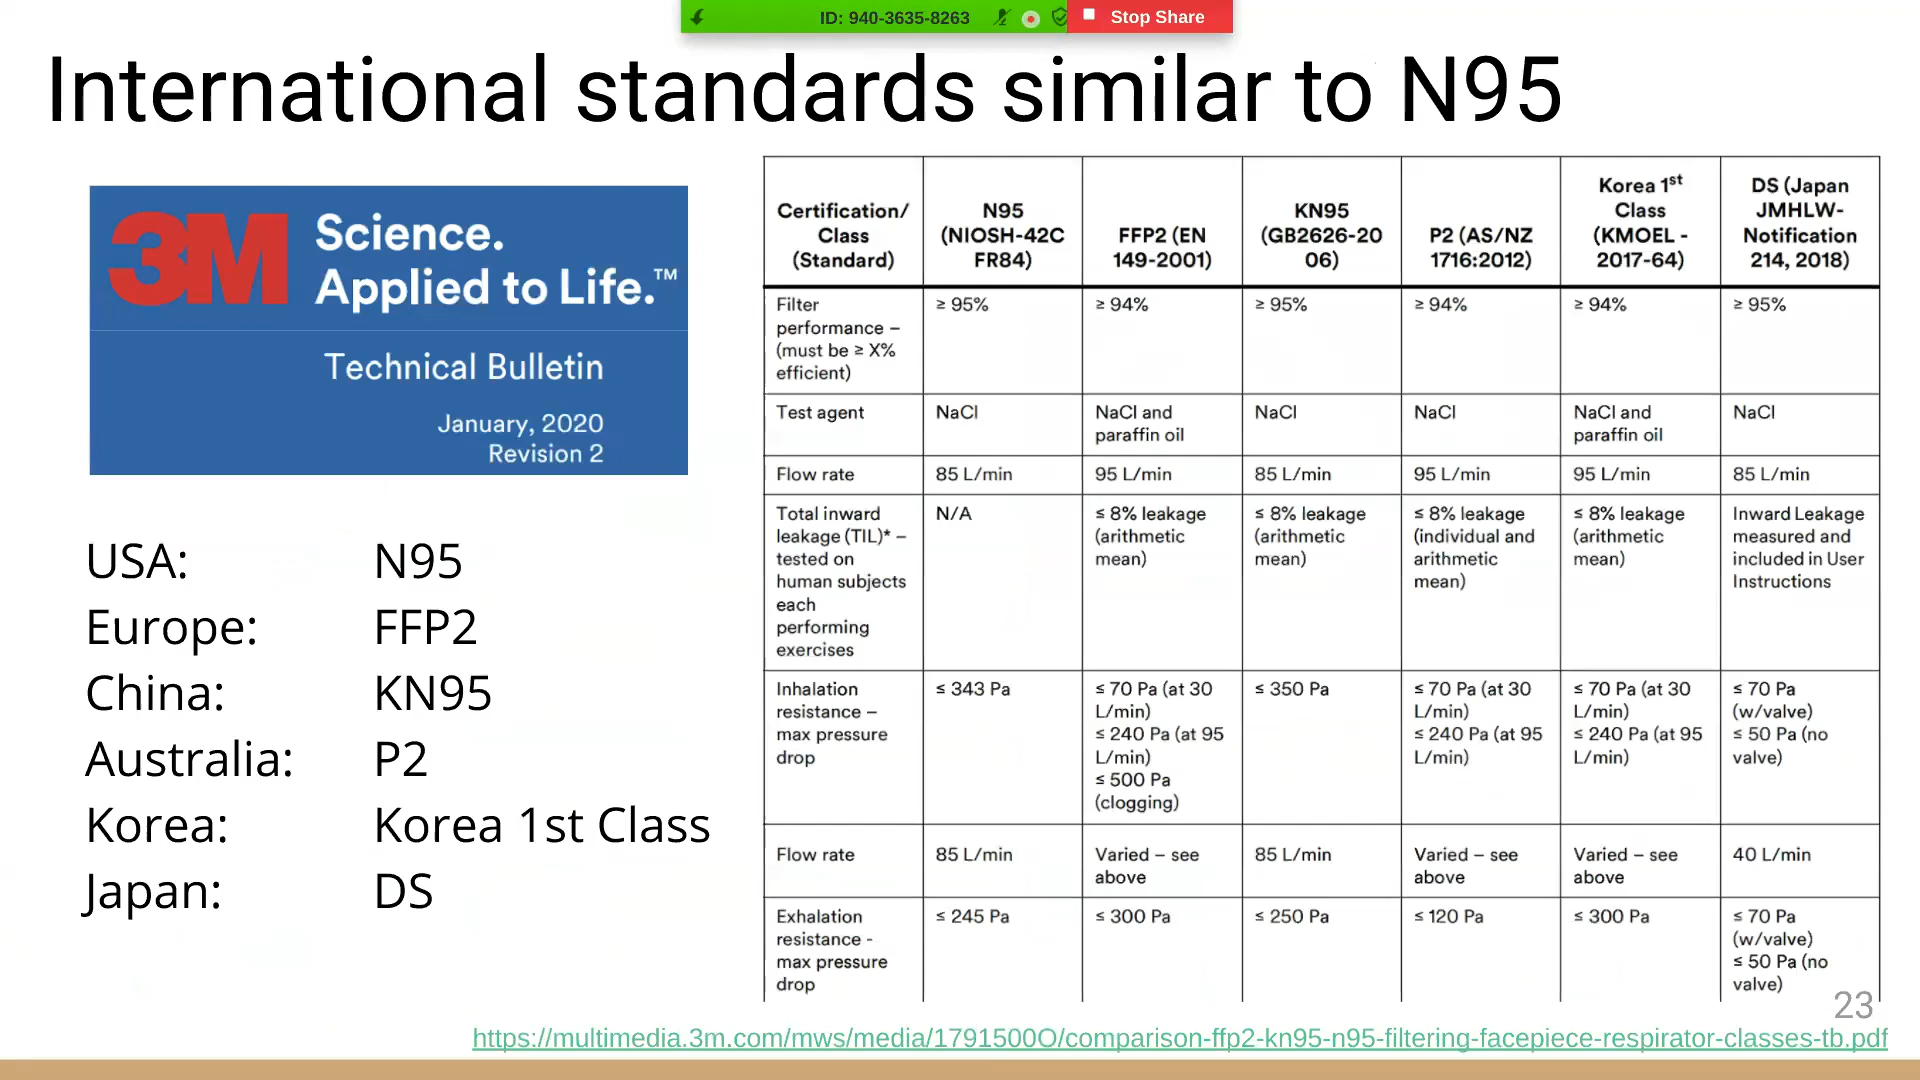 ID: 940-3635-8263
Stop Share
International standards similar to N95
3M Science.
Applied to Life.™
Technical Bulletin
January, 2020
Revision 2
USA: N95
Europe: FFP2
China: KN95
Australia: P2
Korea: Korea 1st Class
Japan: DS
Certification/
Class
(Standard)
N95
(NIOSH-42C
FR84)
FFP2 (EN
149-2001)
KN95
(GB2626-20
06)
P2 (AS/NZ
1716:2012)
Korea 1st
Class
(KMOEL -
2017-64)
DS (Japan
JMHLW-
Notification
214, 2018)
Filter
performance –
(must be ≥ X%
efficient)
≥ 95%
≥ 94%
≥ 95%
≥ 94%
≥ 94%
≥ 95%
Test agent
NaCl
NaCl and
paraffin oil
NaCl
NaCl
NaCl and
paraffin oil
NaCl
Flow rate
85 L/min
95 L/min
85 L/min
95 L/min
95 L/min
85 L/min
Total inward
leakage (TIL)* –
tested on
human subjects
each
performing
exercises
N/A
≤ 8% leakage
(arithmetic
mean)
≤ 8% leakage
(arithmetic
mean)
≤ 8% leakage
(individual and
arithmetic
mean)
≤ 8% leakage
(arithmetic
mean)
Inward Leakage
measured and
included in User
Instructions
Inhalation
resistance –
max pressure
drop
≤ 343 Pa
≤ 70 Pa (at 30
L/min)
≤ 240 Pa (at 95
L/min)
≤ 500 Pa
(clogging)
≤ 350 Pa
≤ 70 Pa (at 30
L/min)
≤ 240 Pa (at 95
L/min)
≤ 70 Pa (at 30
L/min)
≤ 240 Pa (at 95
L/min)
≤ 70 Pa
(w/valve)
≤ 50 Pa (no
valve)
Flow rate
85 L/min
Varied – see
above
85 L/min
Varied – see
above
Varied – see
above
40 L/min
Exhalation
resistance -
max pressure
drop
≤ 245 Pa
≤ 300 Pa
≤ 250 Pa
≤ 120 Pa
≤ 300 Pa
≤ 70 Pa
(w/valve)
≤ 50 Pa (no
valve)
23
https://multimedia.3m.com/mws/media/1791500O/comparison-ffp2-kn95-n95-filtering-facepiece-respirator-classes-tb.pdf